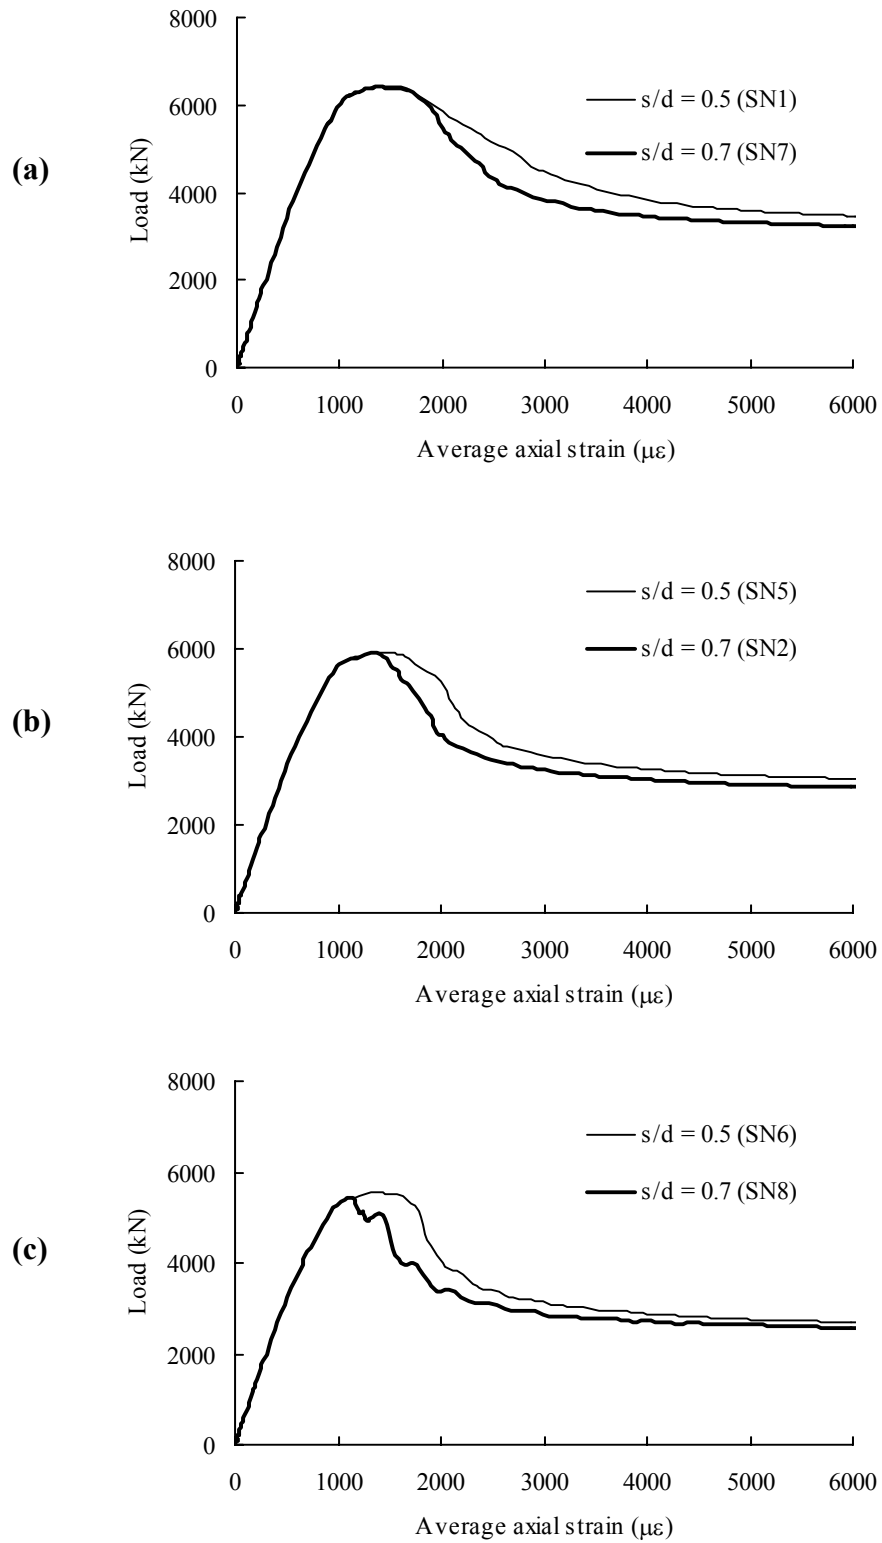 8000
s/d = 0.5 (SN1)
6000
s/d = 0.7 (SN7)
(a)
Load (kN)
4000
2000
0
0 1000 2000 3000 4000 5000 6000
Average axial strain (με)
8000
s/d = 0.5 (SN5)
6000
s/d = 0.7 (SN2)
(b)
Load (kN)
4000
2000
0
0 1000 2000 3000 4000 5000 6000
Average axial strain (με)
8000
s/d = 0.5 (SN6)
6000
s/d = 0.7 (SN8)
(c)
Load (kN)
4000
2000
0
0 1000 2000 3000 4000 5000 6000
Average axial strain (με)